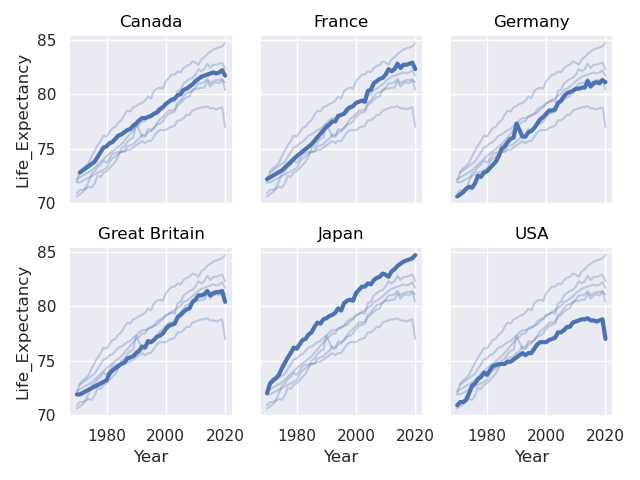 Canada France Germany
85
80
75
70
Life_Expectancy
Great Britain Japan USA
85
80
75
70
Life_Expectancy
1980 2000 2020 1980 2000 2020 1980 2000 2020
Year Year Year